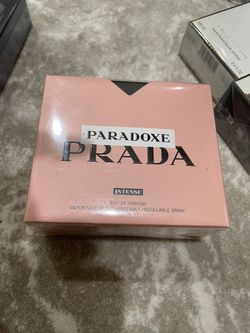 PARADOXE
PRADA
INTENSE
EAU DE PARFUM
VAPORISATEUR RECHARGEABLE / REFILLABLE SPRAY